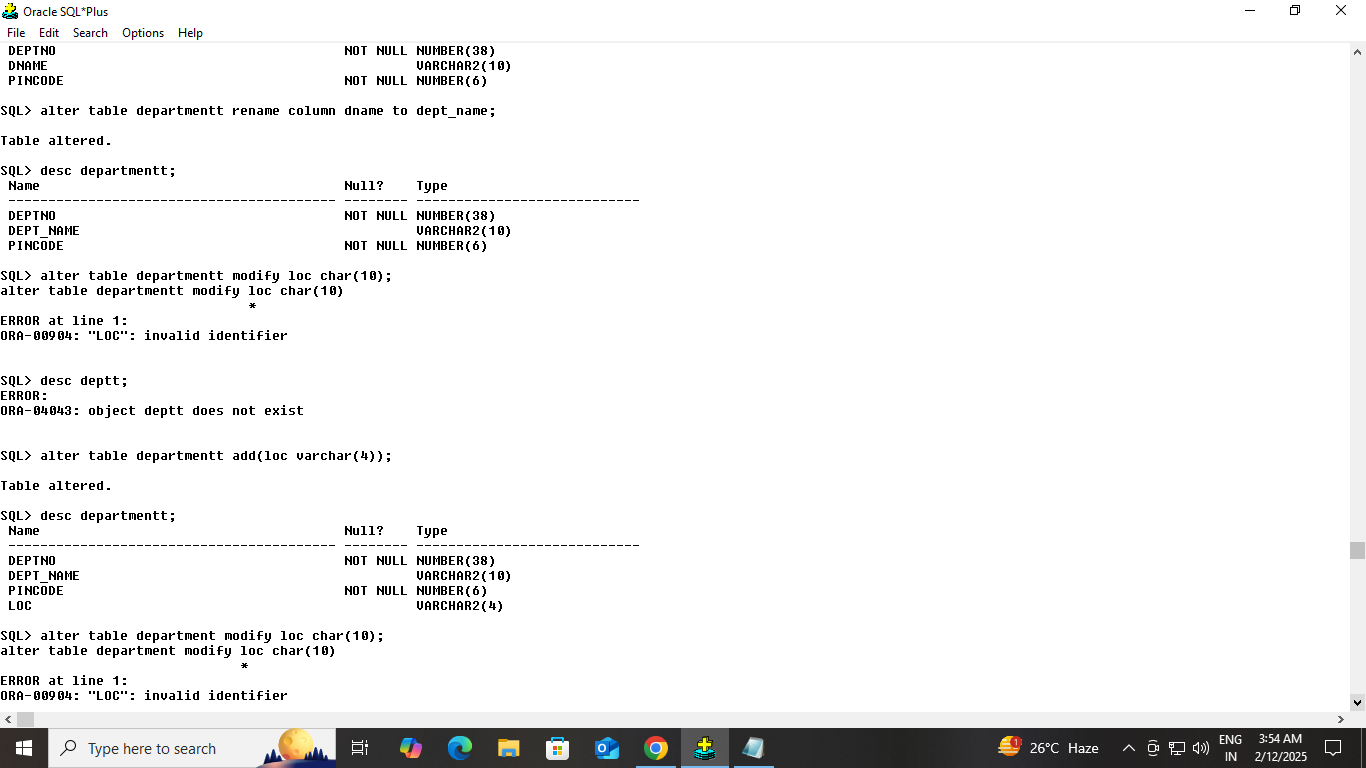 Oracle SQL*Plus
File Edit Search Options Help
DEPTNO NOT NULL NUMBER(38)
DNAME VARCHAR2(10)
PINCODE NOT NULL NUMBER(6)
SQL> alter table departmentt rename column dname to dept_name;
Table altered.
SQL> desc departmentt;
Name Null? Type
----------------------------------------- -------- ----------------------------
DEPTNO NOT NULL NUMBER(38)
DEPT_NAME VARCHAR2(10)
PINCODE NOT NULL NUMBER(6)
SQL> alter table departmentt modify loc char(10);
alter table departmentt modify loc char(10)
*
ERROR at line 1:
ORA-00904: "LOC": invalid identifier
SQL> desc deptt;
ERROR:
ORA-04043: object deptt does not exist
SQL> alter table departmentt add(loc varchar(4));
Table altered.
SQL> desc departmentt;
Name Null? Type
----------------------------------------- -------- ----------------------------
DEPTNO NOT NULL NUMBER(38)
DEPT_NAME VARCHAR2(10)
PINCODE NOT NULL NUMBER(6)
LOC VARCHAR2(4)
SQL> alter table department modify loc char(10);
alter table department modify loc char(10)
*
ERROR at line 1:
ORA-00904: "LOC": invalid identifier
Type here to search
1
26°C Haze
ENG
IN
3:54 AM
2/12/2025